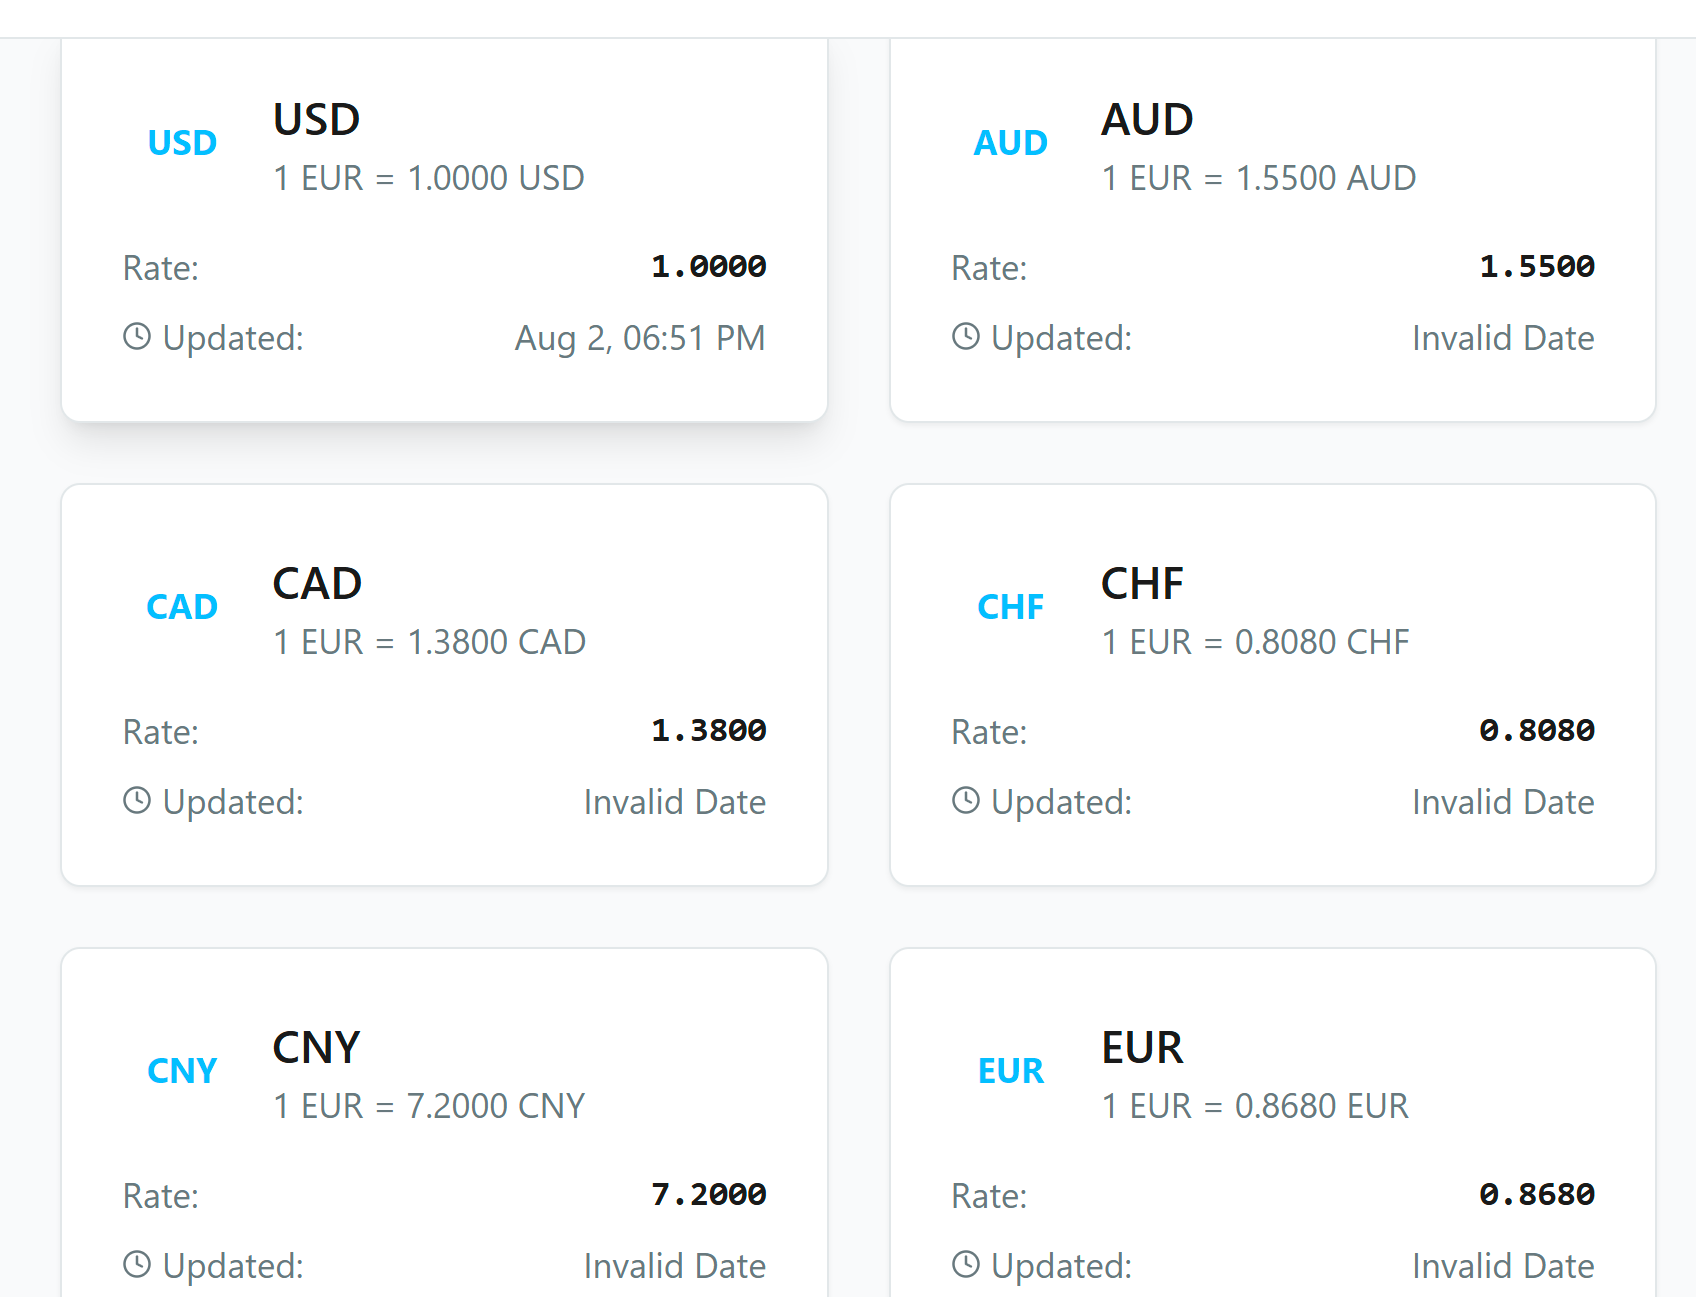 USD
USD
1 EUR = 1.0000 USD
Rate: 1.0000
Updated: Aug 2, 06:51 PM
AUD
AUD
1 EUR = 1.5500 AUD
Rate: 1.5500
Updated: Invalid Date
CAD
CAD
1 EUR = 1.3800 CAD
Rate: 1.3800
Updated: Invalid Date
CHF
CHF
1 EUR = 0.8080 CHF
Rate: 0.8080
Updated: Invalid Date
CNY
CNY
1 EUR = 7.2000 CNY
Rate: 7.2000
Updated: Invalid Date
EUR
EUR
1 EUR = 0.8680 EUR
Rate: 0.8680
Updated: Invalid Date